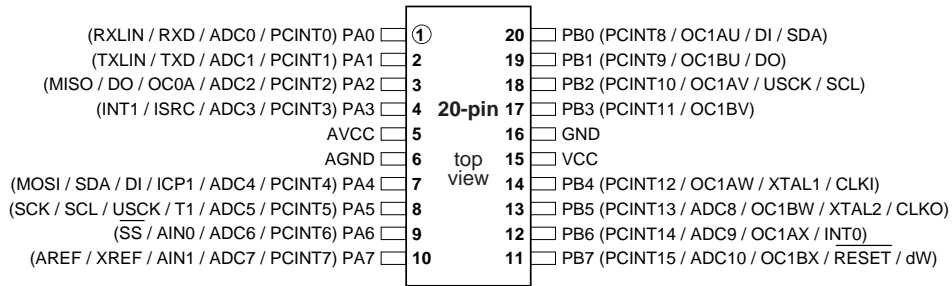 (RXLIN / RXD / ADC0 / PCINT0) PA0 1 20 PB0 (PCINT8 / OC1AU / DI / SDA)
(TXLIN / TXD / ADC1 / PCINT1) PA1 2 19 PB1 (PCINT9 / OC1BU / DO)
(MISO / DO / OC0A / ADC2 / PCINT2) PA2 3 18 PB2 (PCINT10 / OC1AV / USCK / SCL)
(INT1 / ISRC / ADC3 / PCINT3) PA3 4 20-pin 17 PB3 (PCINT11 / OC1BV)
AVCC 5 16 GND
AGND 6 top 15 VCC
view
(MOSI / SDA / DI / ICP1 / ADC4 / PCINT4) PA4 7 14 PB4 (PCINT12 / OC1AW / XTAL1 / CLKI)
(SCK / SCL / USCK / T1 / ADC5 / PCINT5) PA5 8 13 PB5 (PCINT13 / ADC8 / OC1BW / XTAL2 / CLKO)
(SS / AIN0 / ADC6 / PCINT6) PA6 9 12 PB6 (PCINT14 / ADC9 / OC1AX / INT0)
(AREF / XREF / AIN1 / ADC7 / PCINT7) PA7 10 11 PB7 (PCINT15 / ADC10 / OC1BX / RESET / dW)